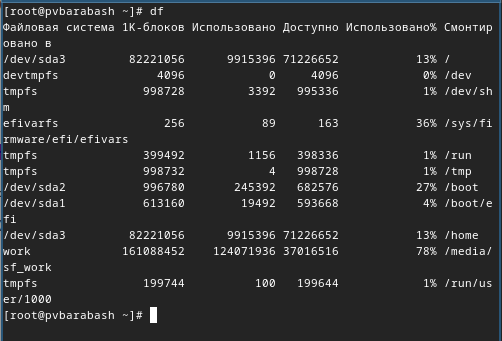 [root@pvbarabash ~]# df
Файловая система 1K-блоков Использовано Доступно Использовано% Смонтир
овано в
/dev/sda3 82221056 9915396 71226652 13% /
devtmpfs 4096 0 4096 0% /dev
tmpfs 998728 3392 995336 1% /dev/sh
m
efivarfs 256 89 163 36% /sys/fi
rmware/efi/efivars
tmpfs 399492 1156 398336 1% /run
tmpfs 998732 4 998728 1% /tmp
/dev/sda2 996780 245392 682576 27% /boot
/dev/sda1 613160 19492 593668 4% /boot/e
fi
/dev/sda3 82221056 9915396 71226652 13% /home
work 161088452 124071936 37016516 78% /media/
sf_work
tmpfs 199744 100 199644 1% /run/us
er/1000
[root@pvbarabash ~]#